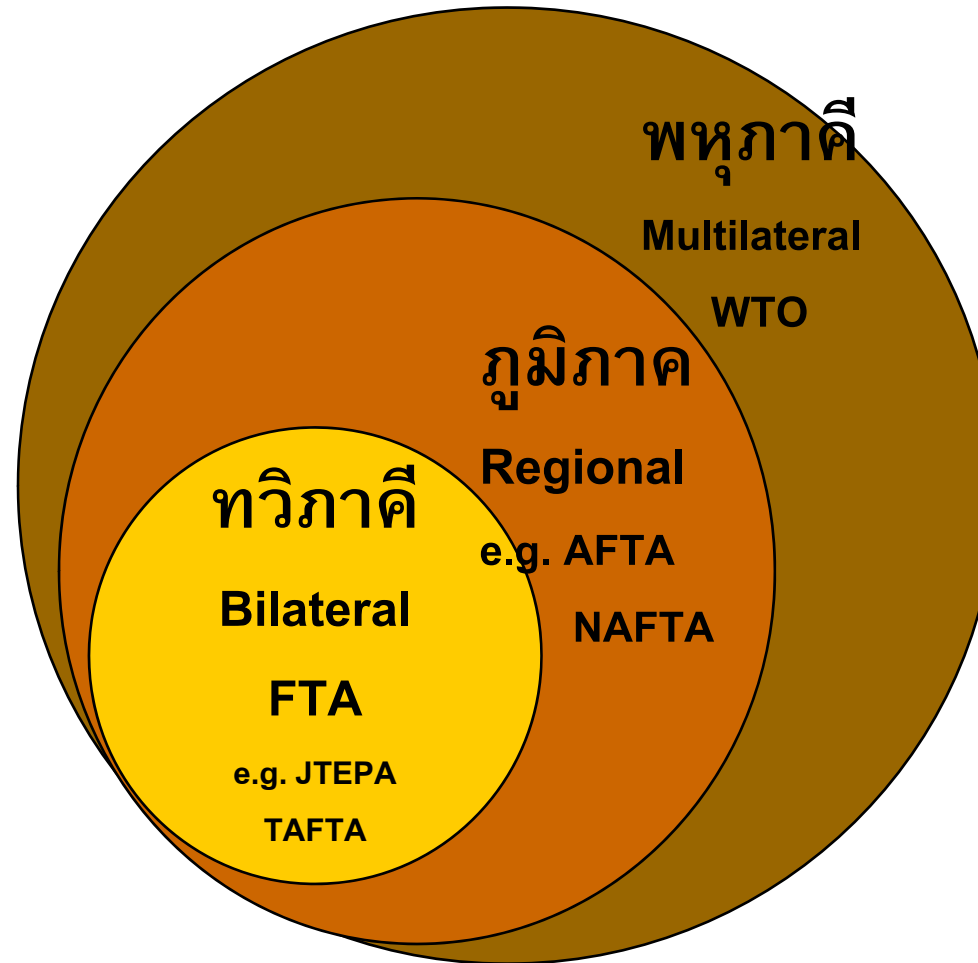 พหุภาคี
Multilateral
WTO
ภูมิภาค
Regional
e.g. AFTA
NAFTA
ทวิภาคี
Bilateral
FTA
e.g. JTEPA
TAFTA